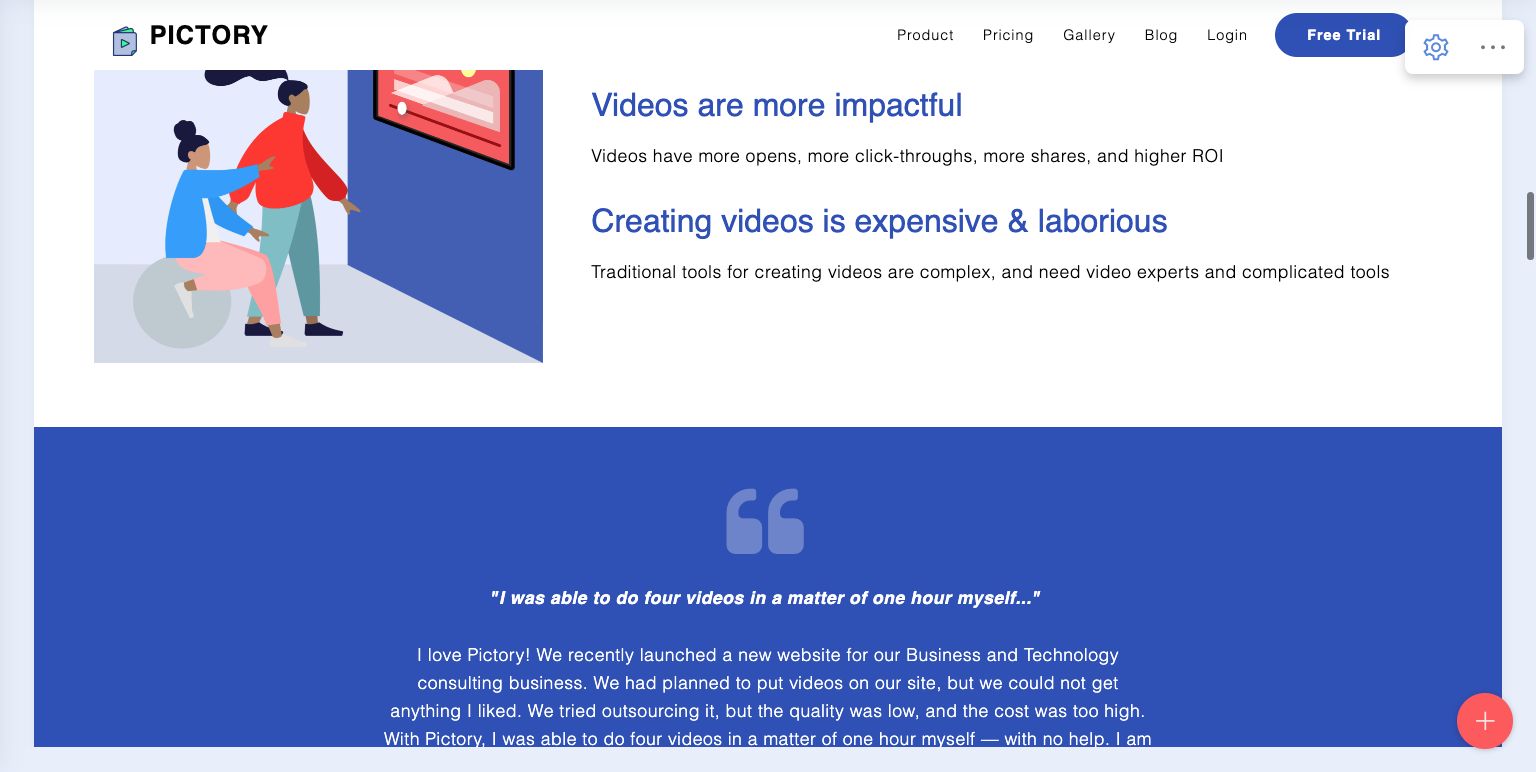 PICTORY
Product Pricing Gallery Blog Login Free Trial
Videos are more impactful
Videos have more opens, more click-throughs, more shares, and higher ROI
Creating videos is expensive & laborious
Traditional tools for creating videos are complex, and need video experts and complicated tools
"I was able to do four videos in a matter of one hour myself..."
I love Pictory! We recently launched a new website for our Business and Technology
consulting business. We had planned to put videos on our site, but we could not get
anything I liked. We tried outsourcing it, but the quality was low, and the cost was too high.
With Pictory, I was able to do four videos in a matter of one hour myself — with no help. I am